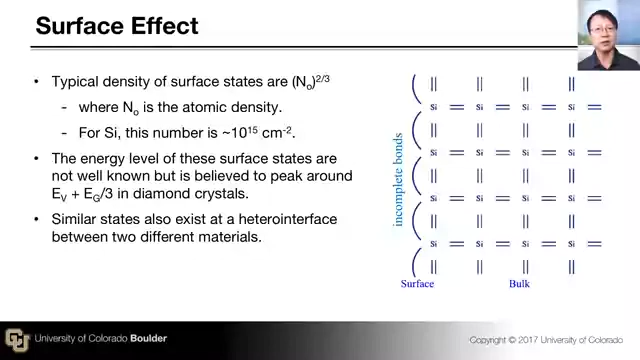 Surface Effect
• Typical density of surface states are (No)2/3
- where No is the atomic density.
- For Si, this number is ~1015 cm-2.
• The energy level of these surface states are
not well known but is believed to peak around
EV + EG/3 in diamond crystals.
• Similar states also exist at a heterointerface
between two different materials.
incomplete bonds
Si Si Si Si
Si Si Si Si
Si Si Si Si
Si Si Si Si
Surface Bulk
CU
University of Colorado Boulder
Copyright © 2017 University of Colorado